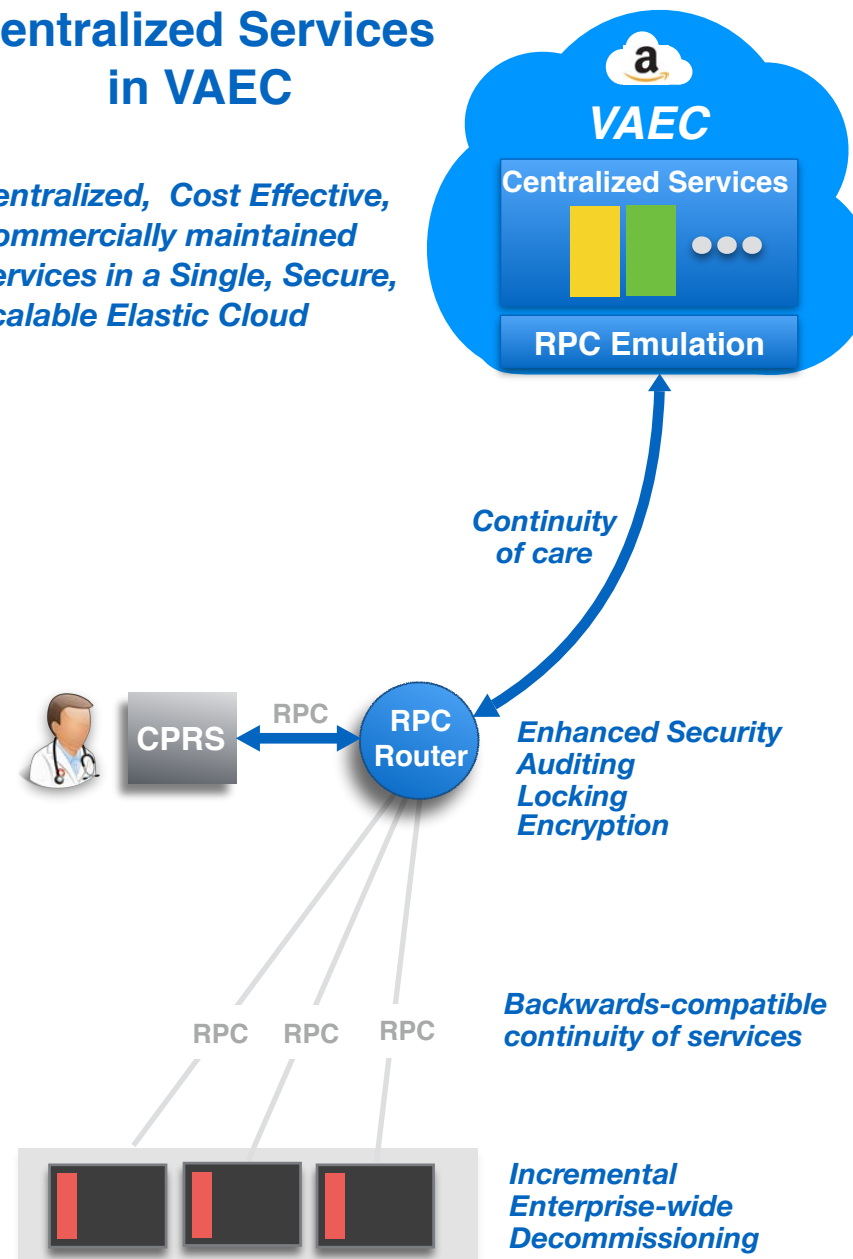 entralized Services
in VAEC
entralized, Cost Effective,
ommercially maintained
ervices in a Single, Secure,
calable Elastic Cloud
a
VAEC
Centralized Services
RPC Emulation
Continuity
of care
CPRS
RPC
RPC
Router
Enhanced Security
Auditing
Locking
Encryption
RPC RPC RPC
Backwards-compatible
continuity of services
Incremental
Enterprise-wide
Decommissioning